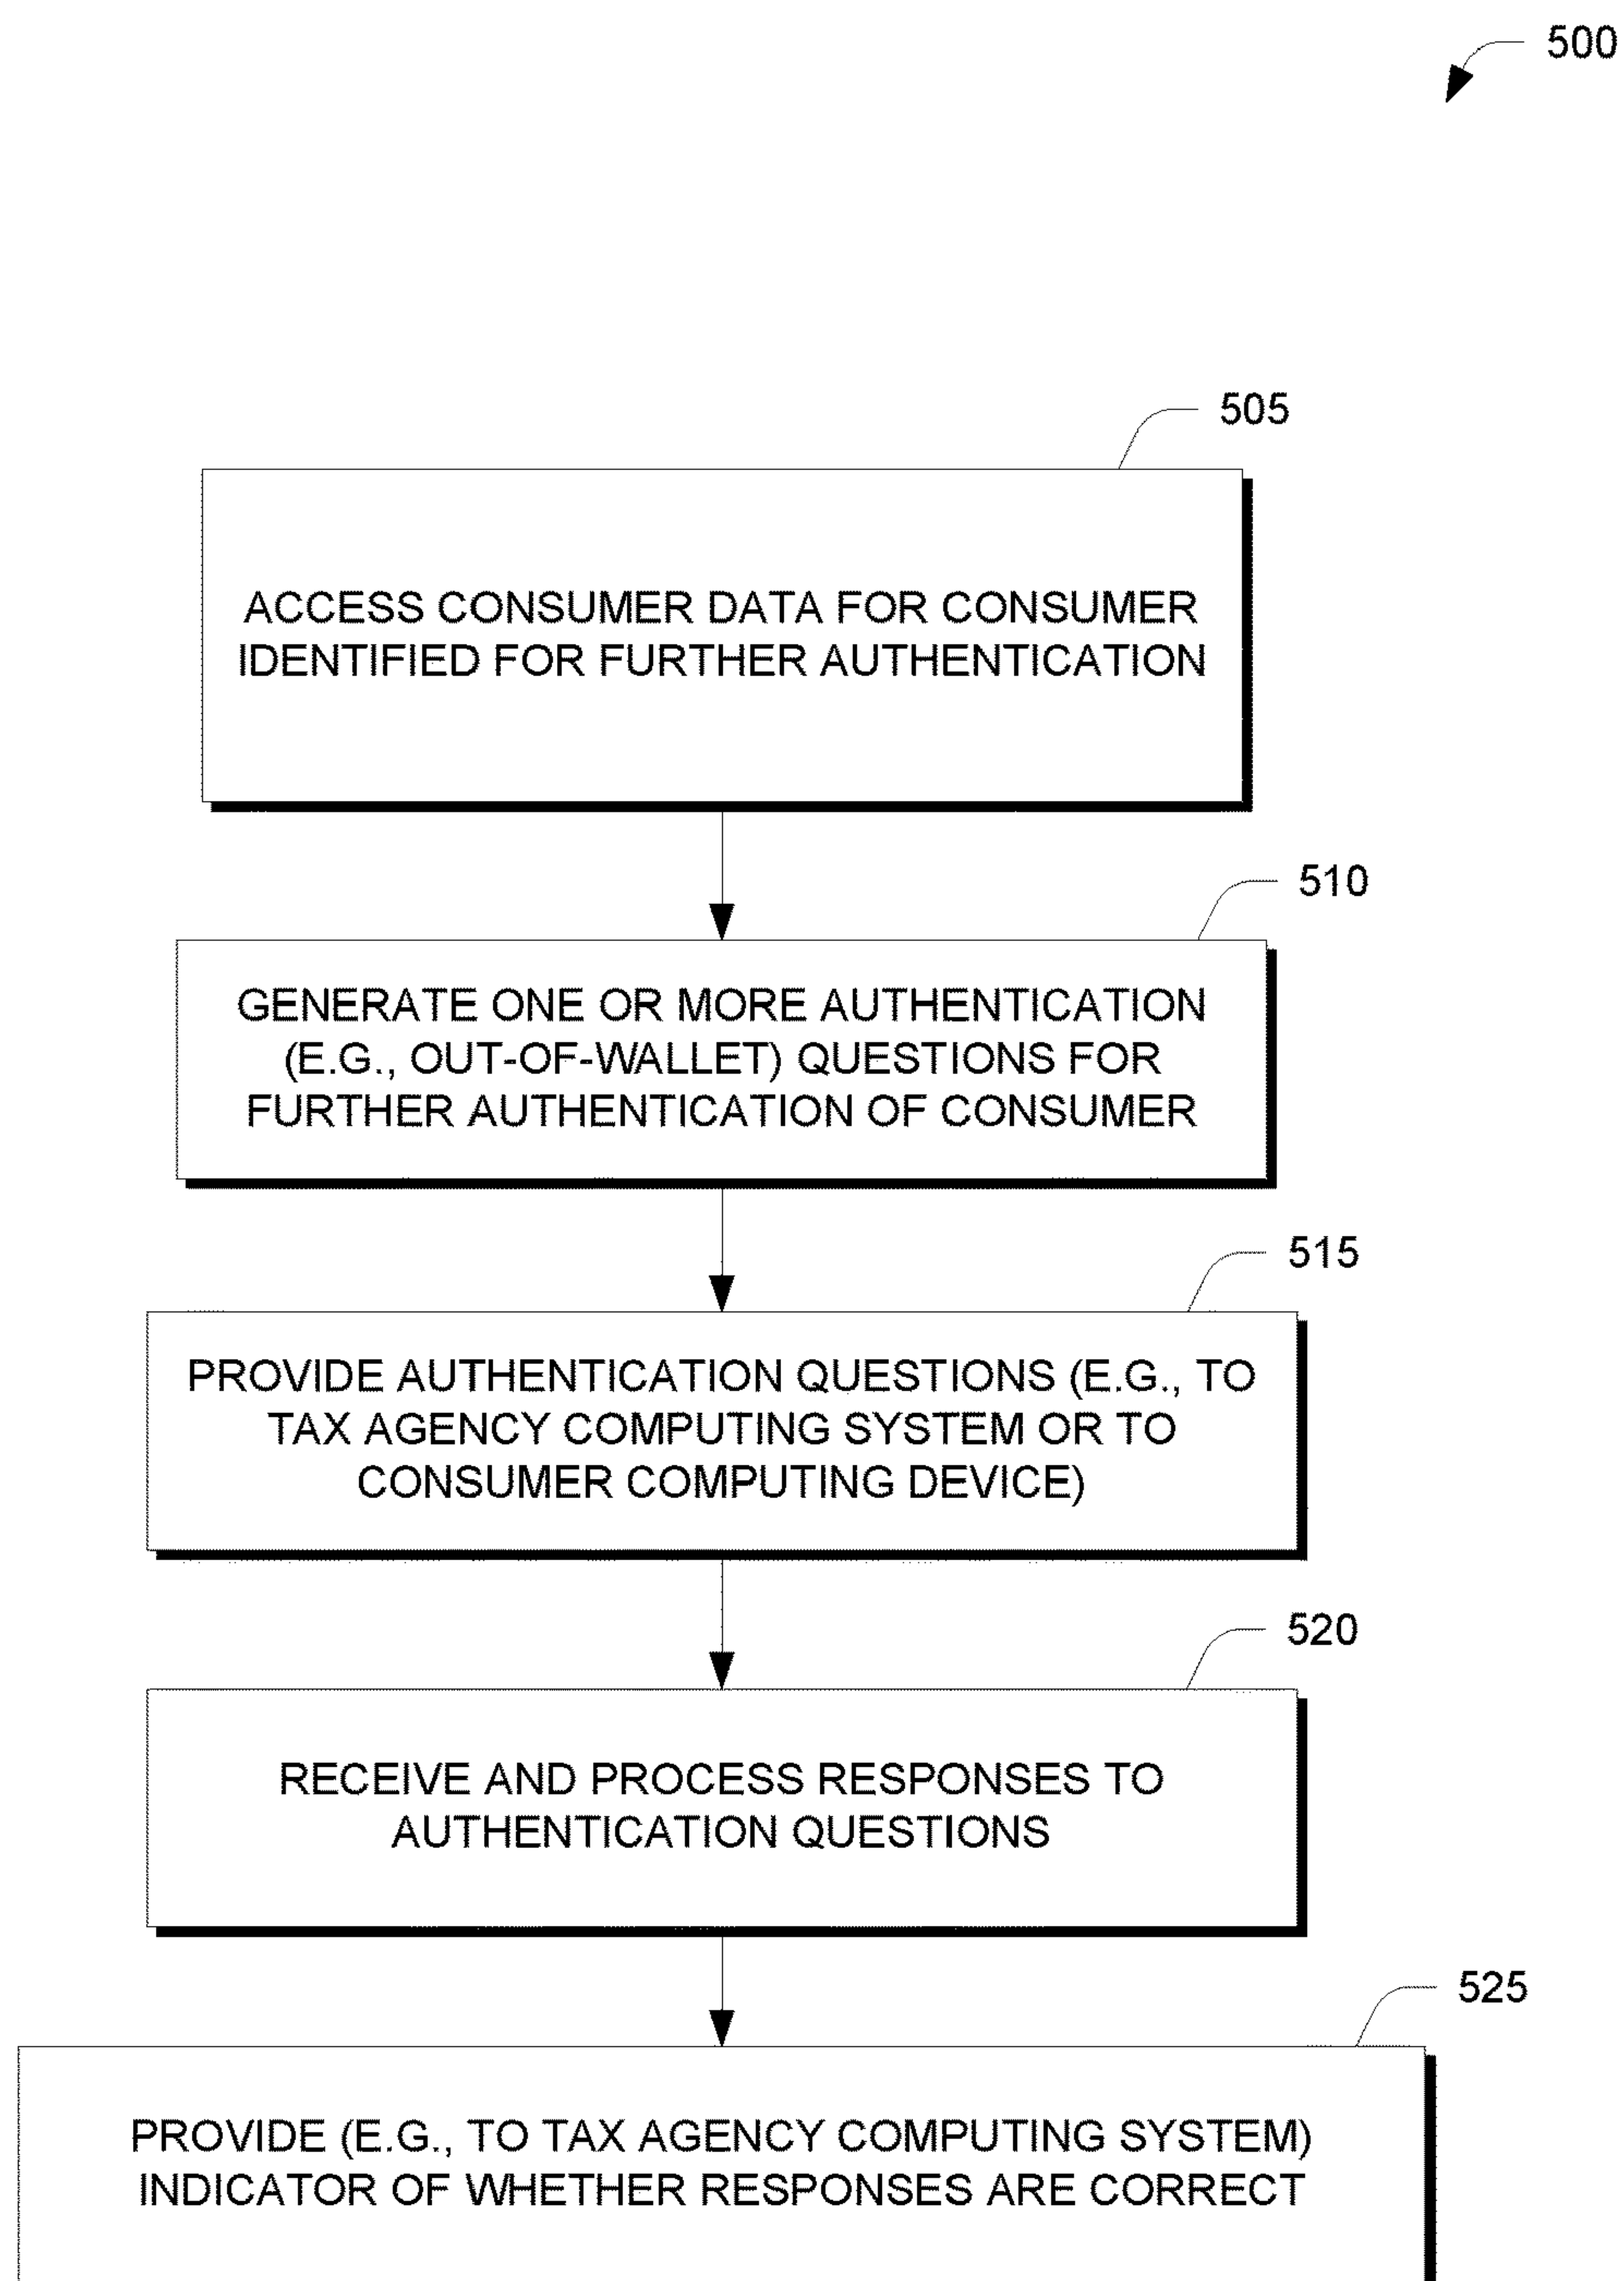 500
505
ACCESS CONSUMER DATA FOR CONSUMER
IDENTIFIED FOR FURTHER AUTHENTICATION
510
GENERATE ONE OR MORE AUTHENTICATION
(E.G., OUT-OF-WALLET) QUESTIONS FOR
FURTHER AUTHENTICATION OF CONSUMER
515
PROVIDE AUTHENTICATION QUESTIONS (E.G., TO
TAX AGENCY COMPUTING SYSTEM OR TO
CONSUMER COMPUTING DEVICE)
520
RECEIVE AND PROCESS RESPONSES TO
AUTHENTICATION QUESTIONS
525
PROVIDE (E.G., TO TAX AGENCY COMPUTING SYSTEM)
INDICATOR OF WHETHER RESPONSES ARE CORRECT